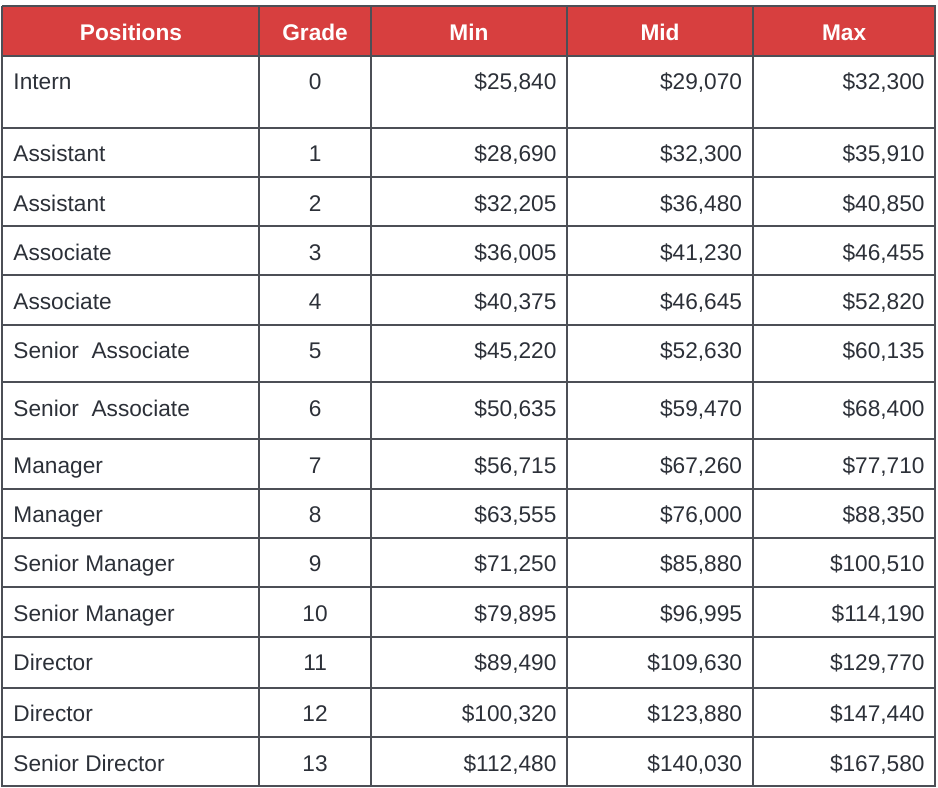 Positions Grade Min Mid Max
Intern 0 $25,840 $29,070 $32,300
Assistant 1 $28,690 $32,300 $35,910
Assistant 2 $32,205 $36,480 $40,850
Associate 3 $36,005 $41,230 $46,455
Associate 4 $40,375 $46,645 $52,820
Senior  Associate 5 $45,220 $52,630 $60,135
Senior  Associate 6 $50,635 $59,470 $68,400
Manager 7 $56,715 $67,260 $77,710
Manager 8 $63,555 $76,000 $88,350
Senior Manager 9 $71,250 $85,880 $100,510
Senior Manager 10 $79,895 $96,995 $114,190
Director 11 $89,490 $109,630 $129,770
Director 12 $100,320 $123,880 $147,440
Senior Director 13 $112,480 $140,030 $167,580